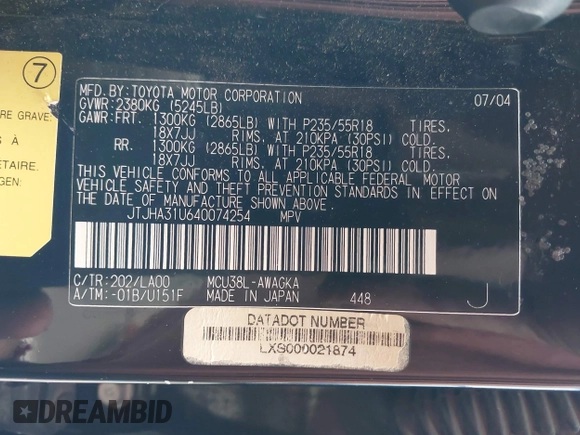 7
RE GRAVE
S À
ETAIRE.
GEN:
MFD.BY:TOYOTA MOTOR CORPORATION 07/04
GVWR:2380KG (5245LB)
GAWR:FRT. 1300KG (2865LB) WITH P235/55R18 TIRES,
18X7JJ RIMS, AT 210KPA (30PSI) COLD.
RR. 1300KG (2865LB) WITH P235/55R18 TIRES,
18X7JJ RIMS, AT 210KPA (30PSI) COLD.
THIS VEHICLE CONFORMS TO ALL APPLICABLE FEDERAL MOTOR
VEHICLE SAFETY AND THEFT PREVENTION STANDARDS IN EFFECT ON
THE DATE OF MANUFACTURE SHOWN ABOVE.
JTJHA31U640074254 MPV
C/TR:202/LA00 MCU38L-AWAGKA
A/TM:-01B/U151F MADE IN JAPAN 448 J
DATADOT NUMBER
LXS000021874
DREAMBID